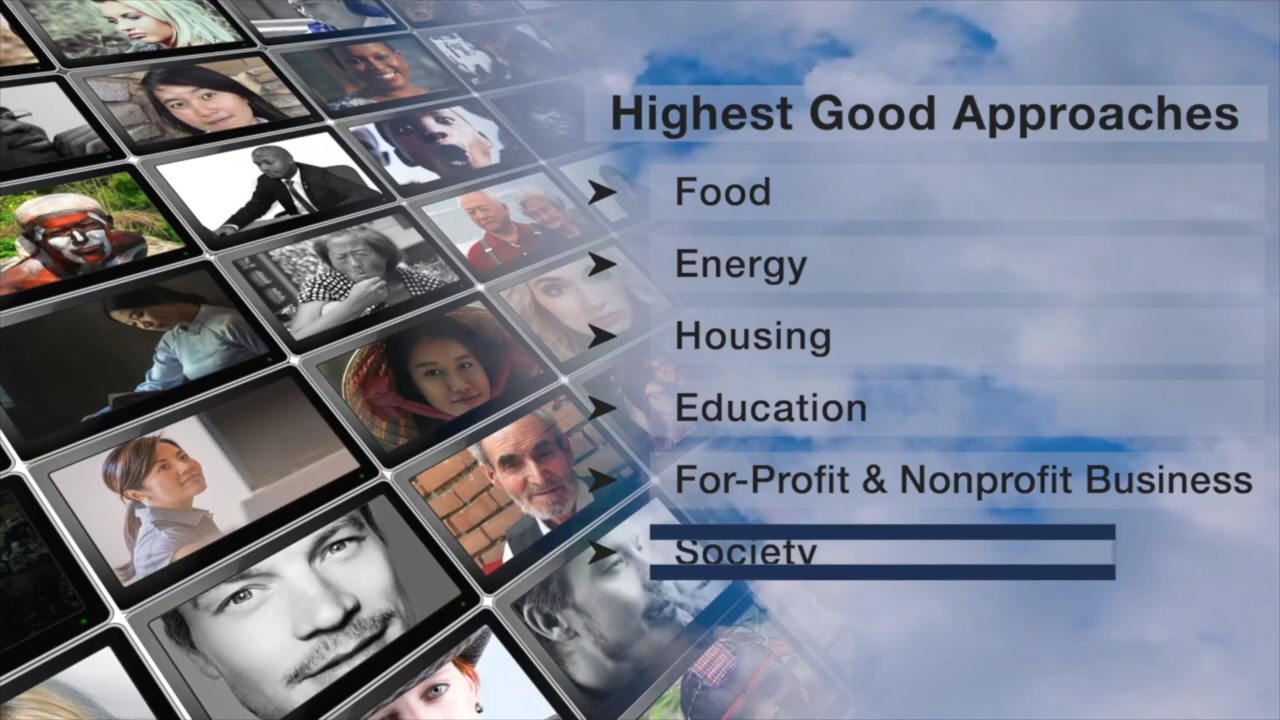 Highest Good Approaches
Food
Energy
Housing
Education
For-Profit & Nonprofit Business
Society